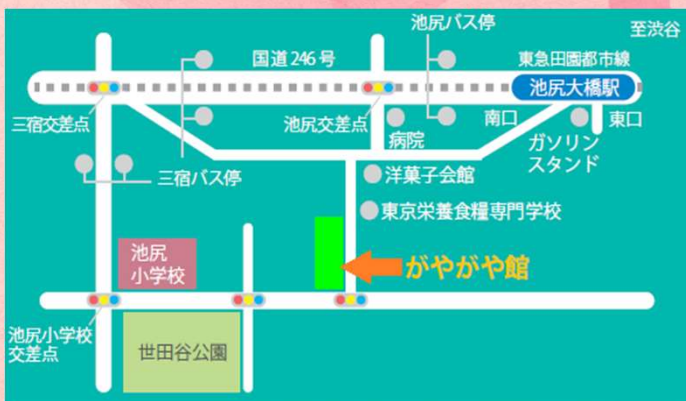 池尻バス停
至渋谷
国道246号
東急田園都市線
池尻大橋駅
三宿交差点
池尻交差点
病院
南口
東口
ガソリン
スタンド
三宿バス停
洋菓子会館
東京栄養食糧専門学校
池尻
小学校
がやがや館
池尻小学校
交差点
世田谷公園